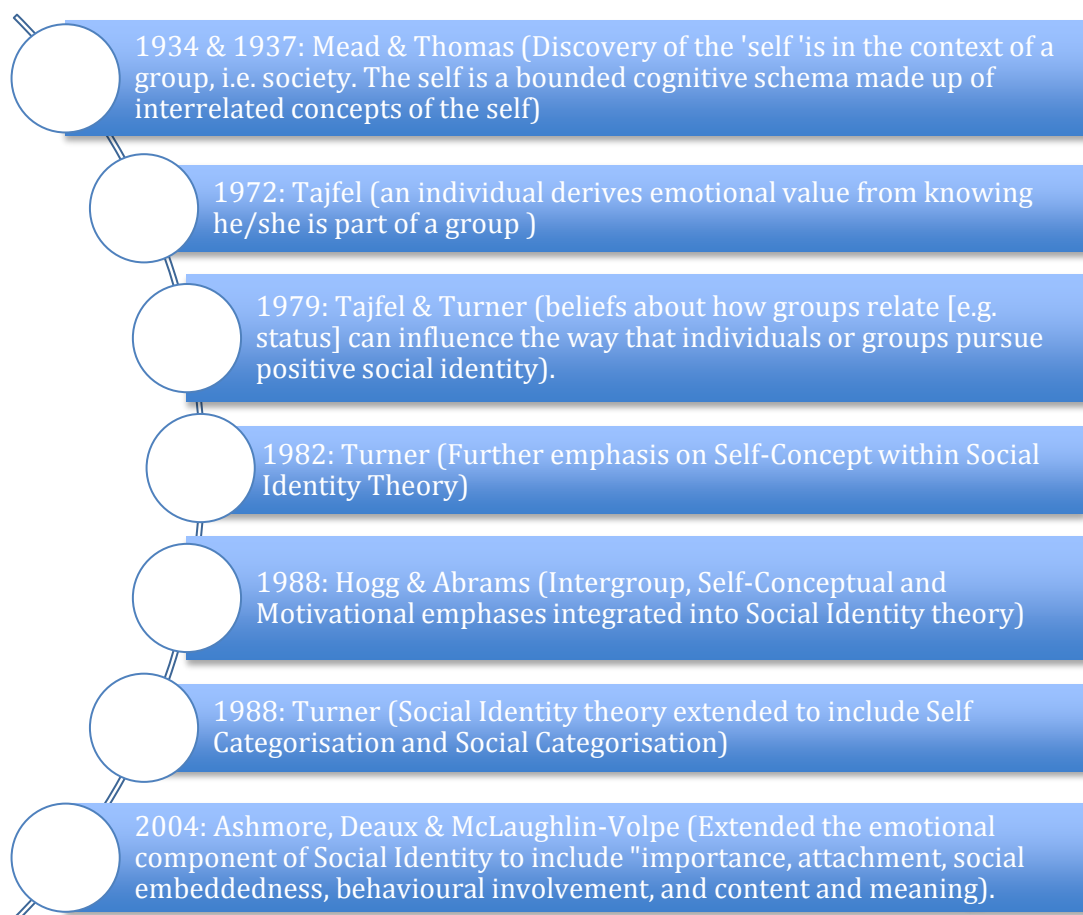 1934 & 1937: Mead & Thomas (Discovery of the 'self 'is in the context of a
group, i.e. society. The self is a bounded cognitive schema made up of
interrelated concepts of the self)
1972: Tajfel (an individual derives emotional value from knowing
he/she is part of a group )
1979: Tajfel & Turner (beliefs about how groups relate [e.g.
status] can influence the way that individuals or groups pursue
positive social identity).
1982: Turner (Further emphasis on Self-Concept within Social
Identity Theory)
1988: Hogg & Abrams (Intergroup, Self-Conceptual and
Motivational emphases integrated into Social Identity theory)
1988: Turner (Social Identity theory extended to include Self
Categorisation and Social Categorisation)
2004: Ashmore, Deaux & McLaughlin-Volpe (Extended the emotional
component of Social Identity to include "importance, attachment, social
embeddedness, behavioural involvement, and content and meaning).